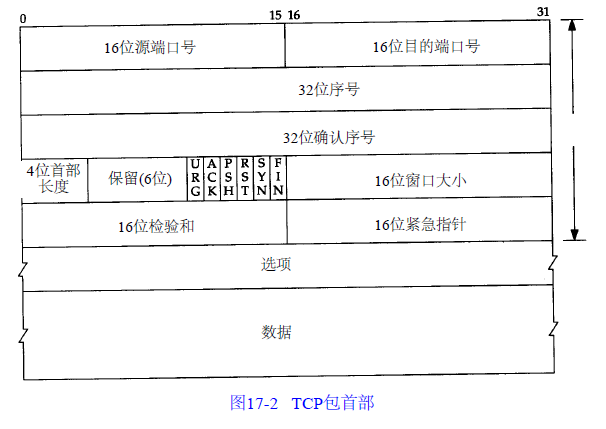 0 15 16 31
16位源端口号 16位目的端口号
32位序号
32位确认序号
4位首部
长度
保留(6位)
URG
ACK
PSH
RST
SYN
FIN
16位窗口大小
16位检验和 16位紧急指针
选项
数据
图17-2 TCP包首部